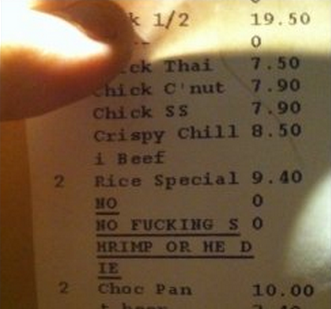 k 1/2 19.50
0
ick Thai 7.50
Chick C'nut 7.90
Chick SS 7.90
Crispy Chill 8.50
i Beef
2 Rice Special 9.40
NO 0
NO FUCKING S 0
HRIMP OR HE D
IE
2 Choc Pan 10.00